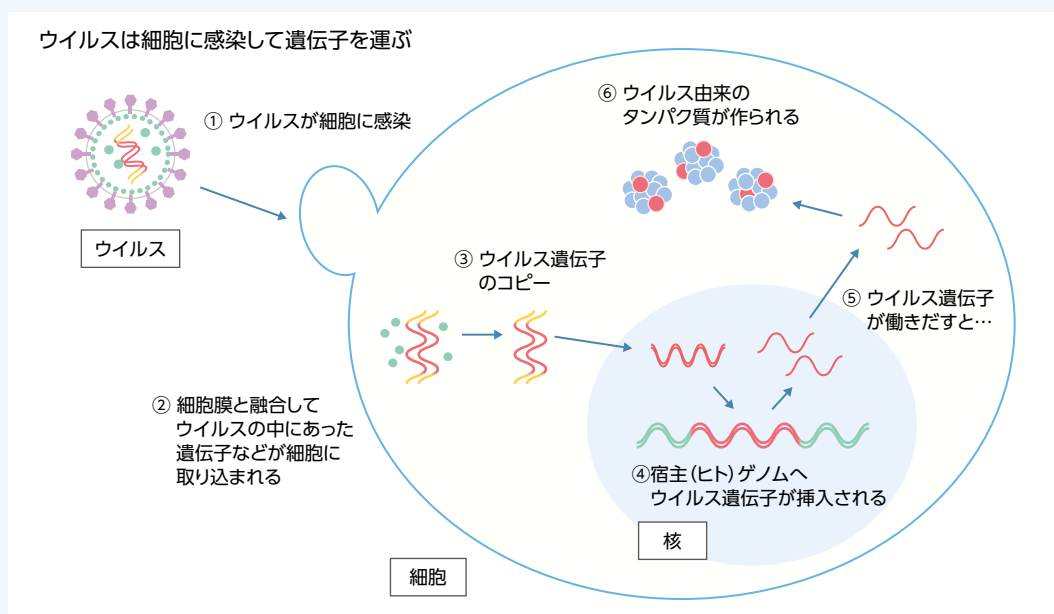 ウイルスは細胞に感染して遺伝子を運ぶ
① ウイルスが細胞に感染
ウイルス
② 細胞膜と融合して
ウイルスの中にあった
遺伝子などが細胞に
取り込まれる
③ ウイルス遺伝子
のコピー
④宿主(ヒト)ゲノムへ
ウイルス遺伝子が挿入される
核
⑤ ウイルス遺伝子
が働きだすと…
⑥ ウイルス由来の
タンパク質が作られる
細胞